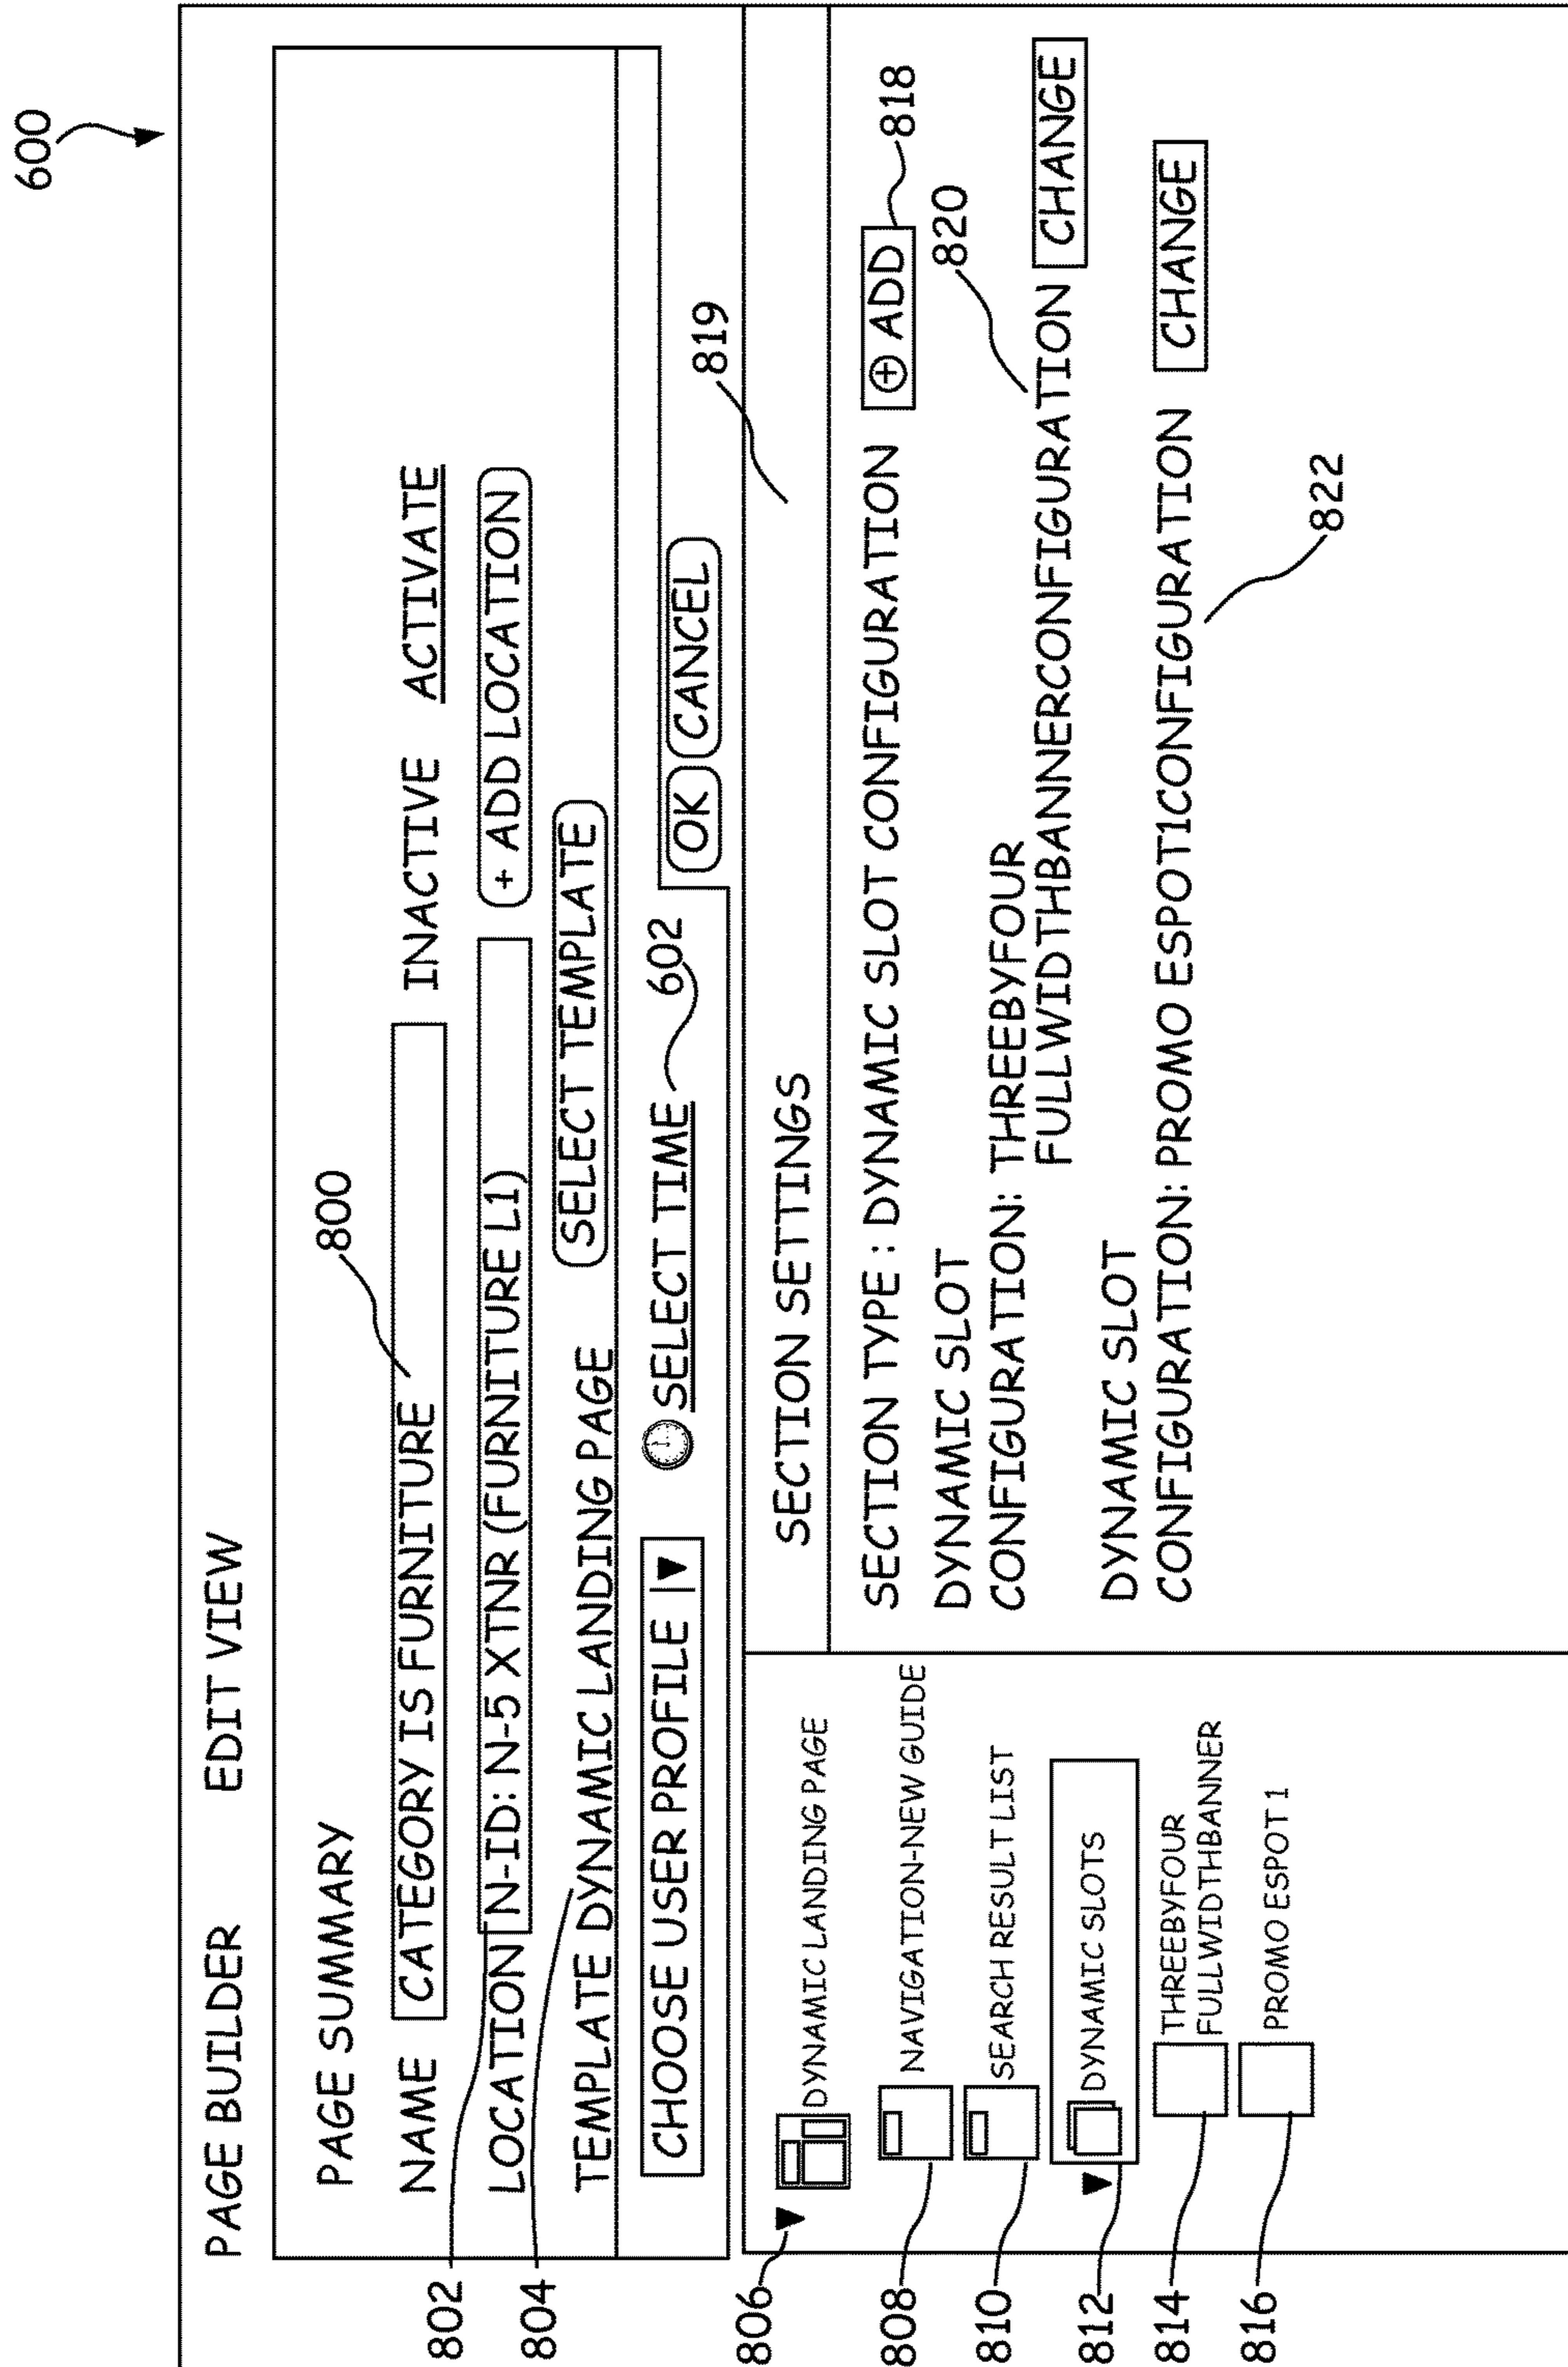 600
PAGE BUILDER EDIT VIEW
PAGE SUMMARY
800
NAME CATEGORY IS FURNITURE INACTIVE ACTIVATE
802
LOCATION N-ID: N-5 XTNR (FURNITURE L1) + ADD LOCATION
804
TEMPLATE DYNAMIC LANDING PAGE SELECT TEMPLATE
CHOOSE USER PROFILE SELECT TIME 602 OK CANCEL
819
806
DYNAMIC LANDING PAGE
808
NAVIGATION-NEW GUIDE
810
SEARCH RESULT LIST
812
DYNAMIC SLOTS
814
THREEBYFOUR
FULLWIDTHBANNER
816
PROMO ESPOT 1
SECTION SETTINGS
SECTION TYPE : DYNAMIC SLOT CONFIGURATION + ADD 818
DYNAMIC SLOT 820
CONFIGURATION: THREEBYFOUR
FULLWIDTHBANNERCONFIGURATION CHANGE
DYNAMIC SLOT
CONFIGURATION: PROMO ESPOT1CONFIGURATION CHANGE
822